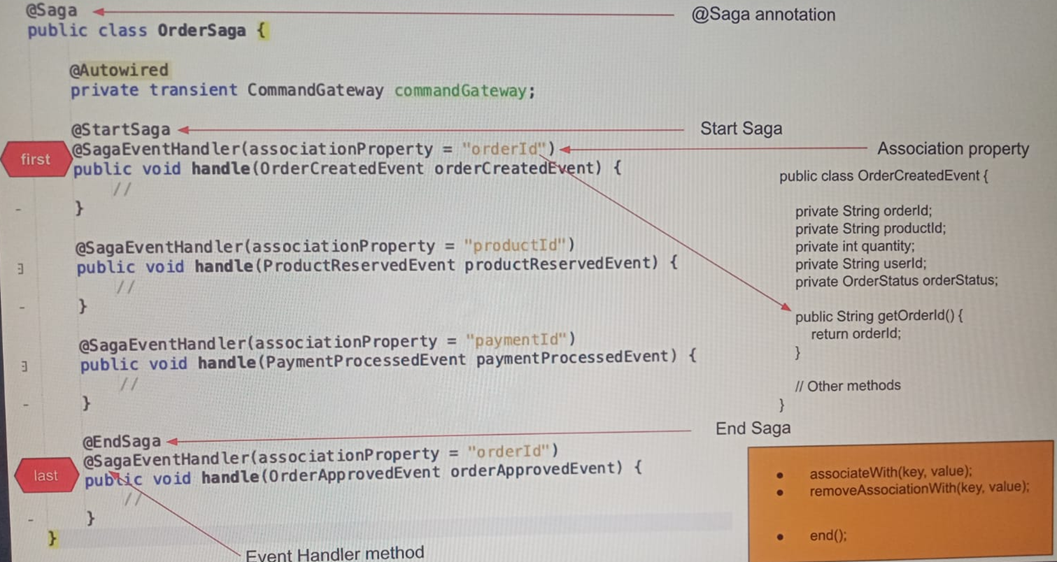 @Saga
@Saga annotation
public class OrderSaga {
@Autowired
private transient CommandGateway commandGateway;
@StartSaga
Start Saga
first
@SagaEventHandler(associationProperty = "orderId")
Association property
public void handle(OrderCreatedEvent orderCreatedEvent) {
//
}
@SagaEventHandler(associationProperty = "productId")
public void handle(ProductReservedEvent productReservedEvent) {
//
}
@SagaEventHandler(associationProperty = "paymentId")
public void handle(PaymentProcessedEvent paymentProcessedEvent) {
//
}
@EndSaga
End Saga
last
@SagaEventHandler(associationProperty = "orderId")
public void handle(OrderApprovedEvent orderApprovedEvent) {
//
}
}
Event Handler method
public class OrderCreatedEvent {
private String orderId;
private String productId;
private int quantity;
private String userId;
private OrderStatus orderStatus;
public String getOrderId() {
return orderId;
}
// Other methods
}
• associateWith(key, value);
• removeAssociationWith(key, value);
• end();